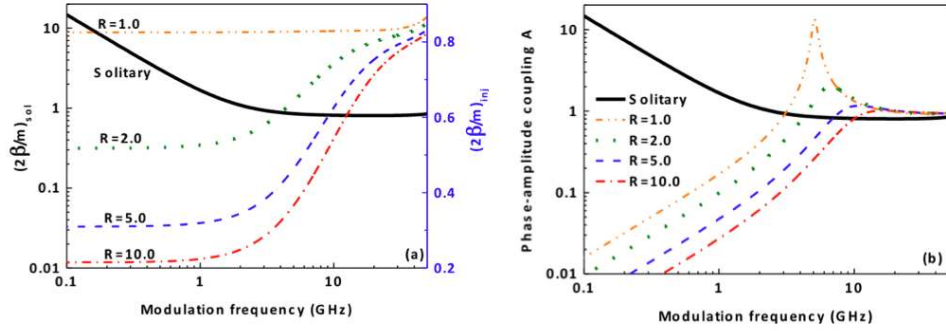 10
1
0.1
0.01
(2β/m)sol
R=1.0
Solitary
R=2.0
R=5.0
R=10.0
(a)
0.8
0.6
0.4
0.2
(2β/m)inj
0.1
1
10
Modulation frequency (GHz)
10
1
0.1
0.01
Phase-amplitude coupling A
Solitary
R=1.0
R=2.0
R=5.0
R=10.0
(b)
0.1
1
10
Modulation frequency (GHz)